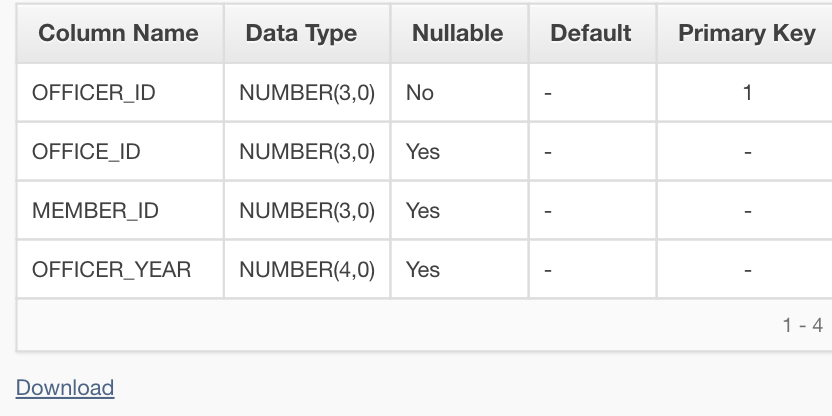 Column Name Data Type Nullable Default Primary Key
OFFICER_ID NUMBER(3,0) No - 1
OFFICE_ID NUMBER(3,0) Yes - -
MEMBER_ID NUMBER(3,0) Yes - -
OFFICER_YEAR NUMBER(4,0) Yes - -
1 - 4
Download